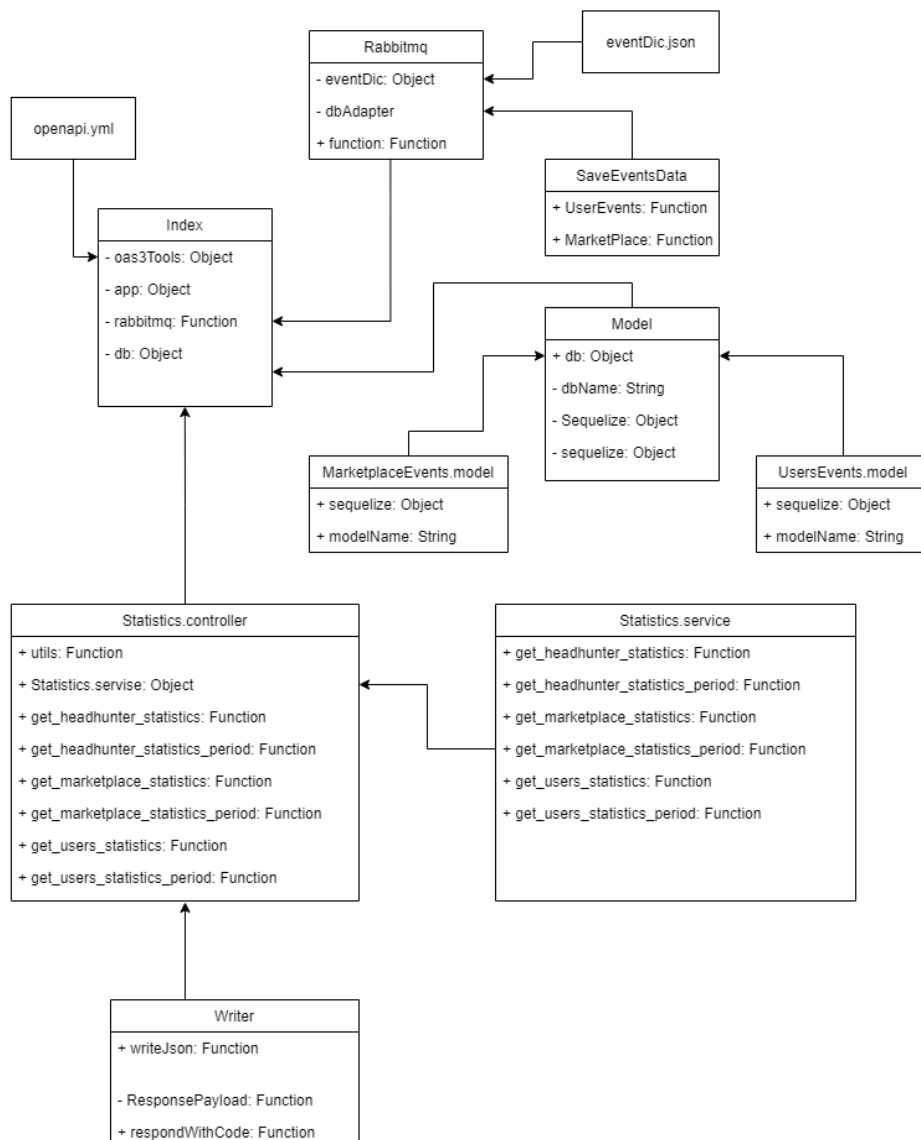 Rabbitmq
- eventDic: Object
- dbAdapter
+ function: Function
eventDic.json
openapi.yml
SaveEventsData
+ UserEvents: Function
+ MarketPlace: Function
Index
- oas3Tools: Object
- app: Object
- rabbitmq: Function
- db: Object
Model
+ db: Object
- dbName: String
- Sequelize: Object
- sequelize: Object
MarketplaceEvents.model
+ sequelize: Object
+ modelName: String
UsersEvents.model
+ sequelize: Object
+ modelName: String
Statistics.controller
+ utils: Function
+ Statistics.servise: Object
+ get_headhunter_statistics: Function
+ get_headhunter_statistics_period: Function
+ get_marketplace_statistics: Function
+ get_marketplace_statistics_period: Function
+ get_users_statistics: Function
+ get_users_statistics_period: Function
Statistics.service
+ get_headhunter_statistics: Function
+ get_headhunter_statistics_period: Function
+ get_marketplace_statistics: Function
+ get_marketplace_statistics_period: Function
+ get_users_statistics: Function
+ get_users_statistics_period: Function
Writer
+ writeJson: Function
- ResponsePayload: Function
+ respondWithCode: Function